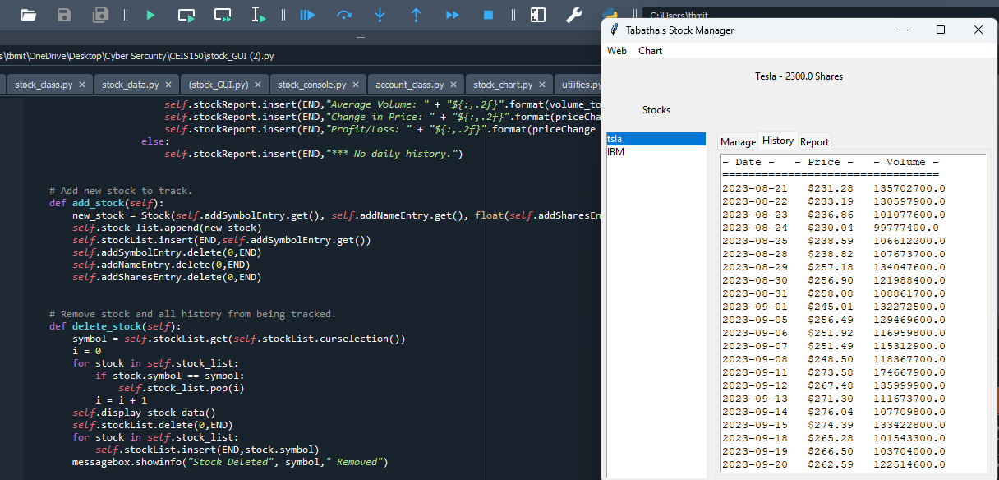 C:\Users\tbmit
s\tbmit\OneDrive\Desktop\Cyber Sercurity\CEIS150\stock_GUI (2).py
stock_class.py ×
stock_data.py ×
(stock_GUI.py) ×
stock_console.py ×
account_class.py ×
stock_chart.py ×
utilities.py
self.stockReport.insert(END,"Average Volume: " + "${:,.2f}".format(volume_to
self.stockReport.insert(END,"Change in Price: " + "${:,.2f}".format(priceCha
self.stockReport.insert(END,"Profit/Loss: " + "${:,.2f}".format(priceChange
else:
self.stockReport.insert(END,"*** No daily history.")
# Add new stock to track.
def add_stock(self):
new_stock = Stock(self.addSymbolEntry.get(), self.addNameEntry.get(), float(self.addSharesEn
self.stock_list.append(new_stock)
self.stockList.insert(END,self.addSymbolEntry.get())
self.addSymbolEntry.delete(0,END)
self.addNameEntry.delete(0,END)
self.addSharesEntry.delete(0,END)
# Remove stock and all history from being tracked.
def delete_stock(self):
symbol = self.stockList.get(self.stockList.curselection())
i = 0
for stock in self.stock_list:
if stock.symbol == symbol:
self.stock_list.pop(i)
i = i + 1
self.display_stock_data()
self.stockList.delete(0,END)
for stock in self.stock_list:
self.stockList.insert(END,stock.symbol)
messagebox.showinfo("Stock Deleted", symbol," Removed")
Tabatha's Stock Manager
Web Chart
Tesla - 2300.0 Shares
Stocks
tsla
IBM
Manage History Report
- Date -   - Price -   - Volume -
=================================
2023-08-21   $231.28   135702700.0
2023-08-22   $233.19   130597900.0
2023-08-23   $236.86   101077600.0
2023-08-24   $230.04   99777400.0
2023-08-25   $238.59   106612200.0
2023-08-28   $238.82   107673700.0
2023-08-29   $257.18   134047600.0
2023-08-30   $256.90   121988400.0
2023-08-31   $258.08   108861700.0
2023-09-01   $245.01   132272500.0
2023-09-05   $256.49   129469600.0
2023-09-06   $251.92   116959800.0
2023-09-07   $251.49   115312900.0
2023-09-08   $248.50   118367700.0
2023-09-11   $273.58   174667900.0
2023-09-12   $267.48   135999900.0
2023-09-13   $271.30   111673700.0
2023-09-14   $276.04   107709800.0
2023-09-15   $274.39   133422800.0
2023-09-18   $265.28   101543300.0
2023-09-19   $266.50   103704000.0
2023-09-20   $262.59   122514600.0